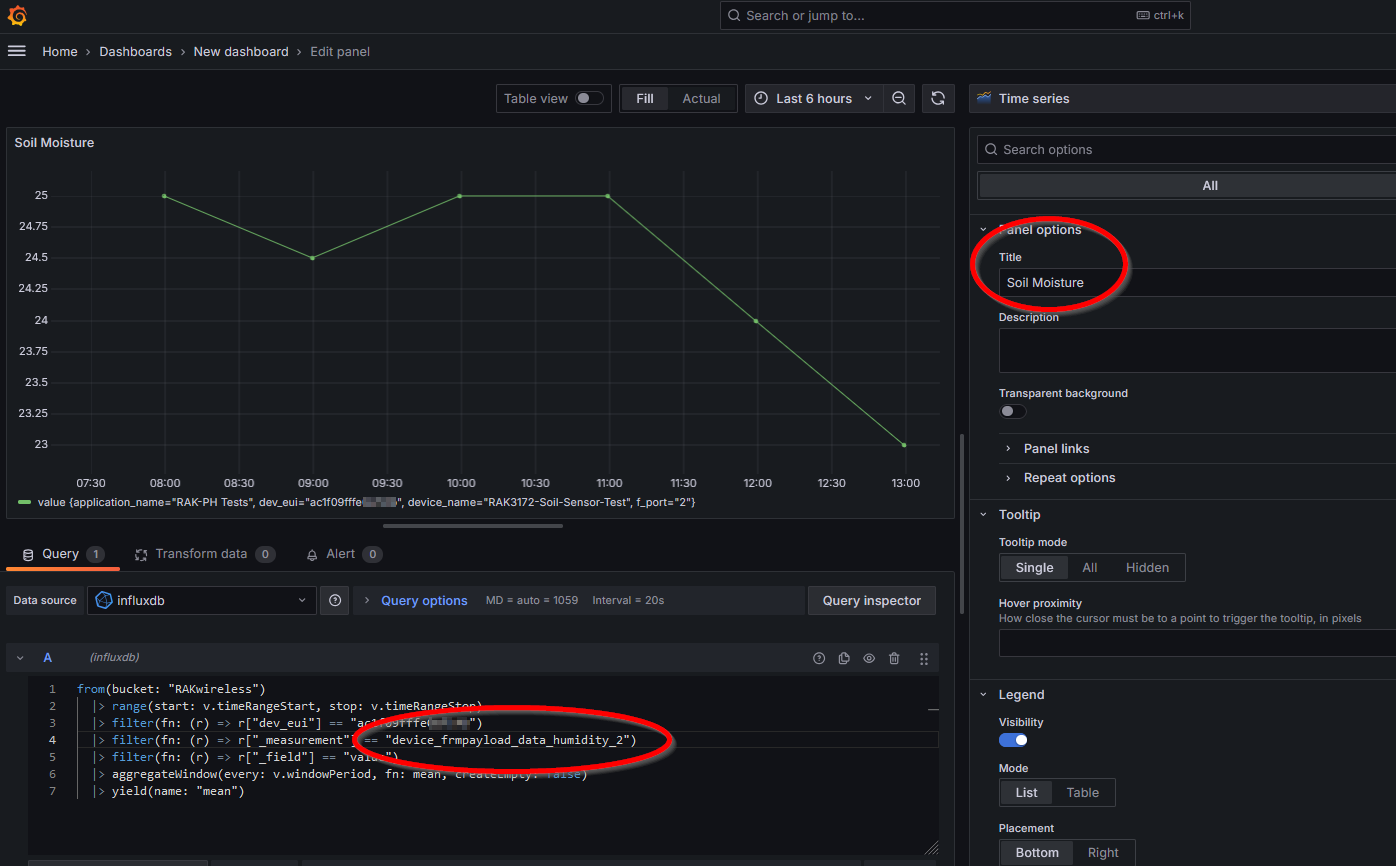 Search or jump to...
ctrl+k
Home › Dashboards › New dashboard › Edit panel
Table view
Fill
Actual
Last 6 hours
Time series
Soil Moisture
25
24.75
24.5
24.25
24
23.75
23.5
23.25
23
07:30 08:00 08:30 09:00 09:30 10:00 10:30 11:00 11:30 12:00 12:30 13:00
value {application_name="RAK-PH Tests", dev_eui="ac1f09fffe", device_name="RAK3172-Soil-Sensor-Test", f_port="2"}
Query 1
Transform data 0
Alert 0
Data source
influxdb
Query options
MD = auto = 1059
Interval = 20s
Query inspector
A
(influxdb)
1 from(bucket: "RAKwireless")
2 |> range(start: v.timeRangeStart, stop: v.timeRangeStop)
3 |> filter(fn: (r) => r["dev_eui"] == "ac1f09fffe")
4 |> filter(fn: (r) => r["_measurement"] == "device_frmpayload_data_humidity_2")
5 |> filter(fn: (r) => r["_field"] == "value")
6 |> aggregateWindow(every: v.windowPeriod, fn: mean, createEmpty: false)
7 |> yield(name: "mean")
Search options
All
Panel options
Title
Soil Moisture
Description
Transparent background
Panel links
Repeat options
Tooltip
Tooltip mode
Single
All
Hidden
Hover proximity
How close the cursor must be to a point to trigger the tooltip, in pixels
Legend
Visibility
Mode
List
Table
Placement
Bottom
Right